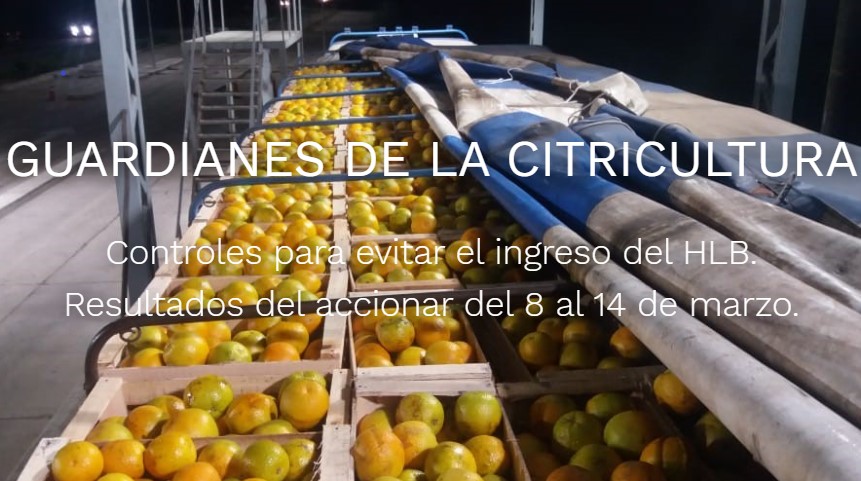 GUARDIANES DE LA CITRICULTURA
Controles para evitar el ingreso del HLB.
Resultados del accionar del 8 al 14 de marzo.